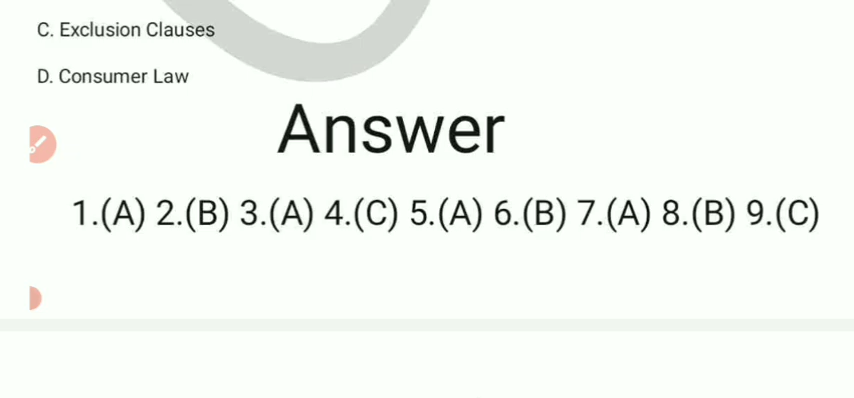 C. Exclusion Clauses
D. Consumer Law
Answer
1.(A) 2.(B) 3.(A) 4.(C) 5.(A) 6.(B) 7.(A) 8.(B) 9.(C)